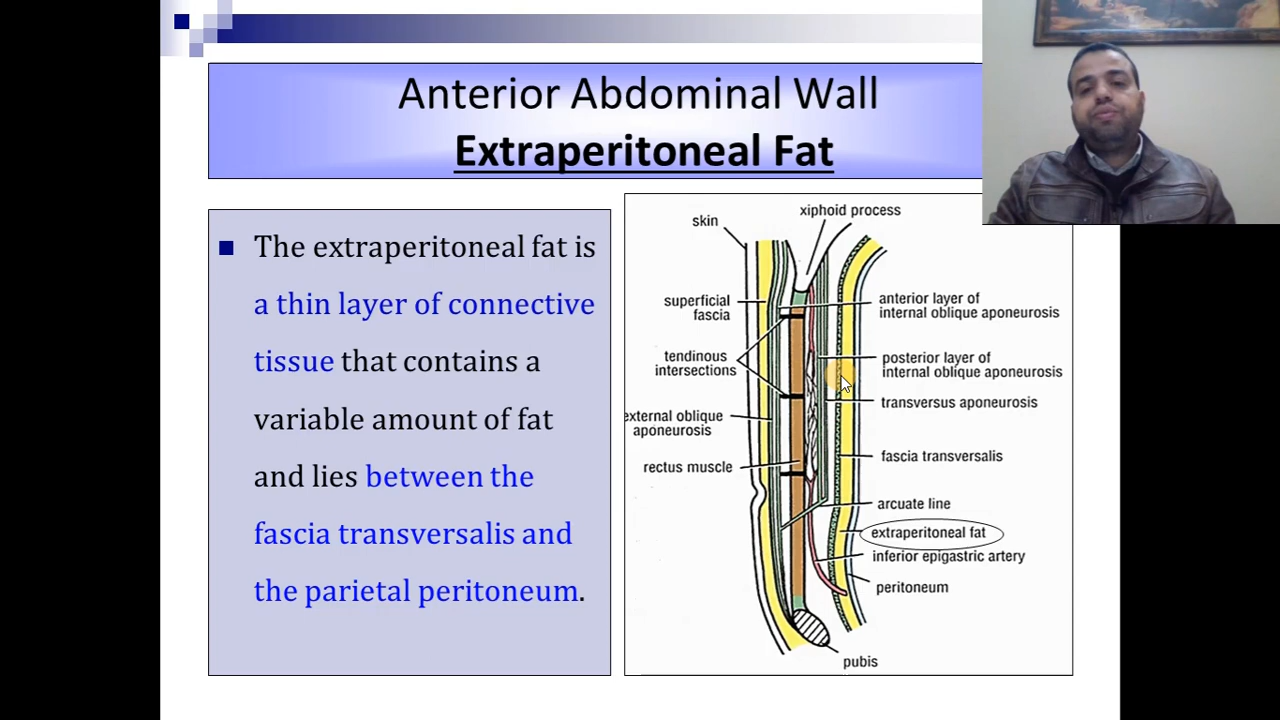 Anterior Abdominal Wall
Extraperitoneal Fat
The extraperitoneal fat is
a thin layer of connective
tissue that contains a
variable amount of fat
and lies between the
fascia transversalis and
the parietal peritoneum.
xiphoid process
skin
superficial
fascia
anterior layer of
internal oblique aponeurosis
tendinous
intersections
posterior layer of
internal oblique aponeurosis
transversus aponeurosis
external oblique
aponeurosis
fascia transversalis
rectus muscle
arcuate line
extraperitoneal fat
inferior epigastric artery
peritoneum
pubis